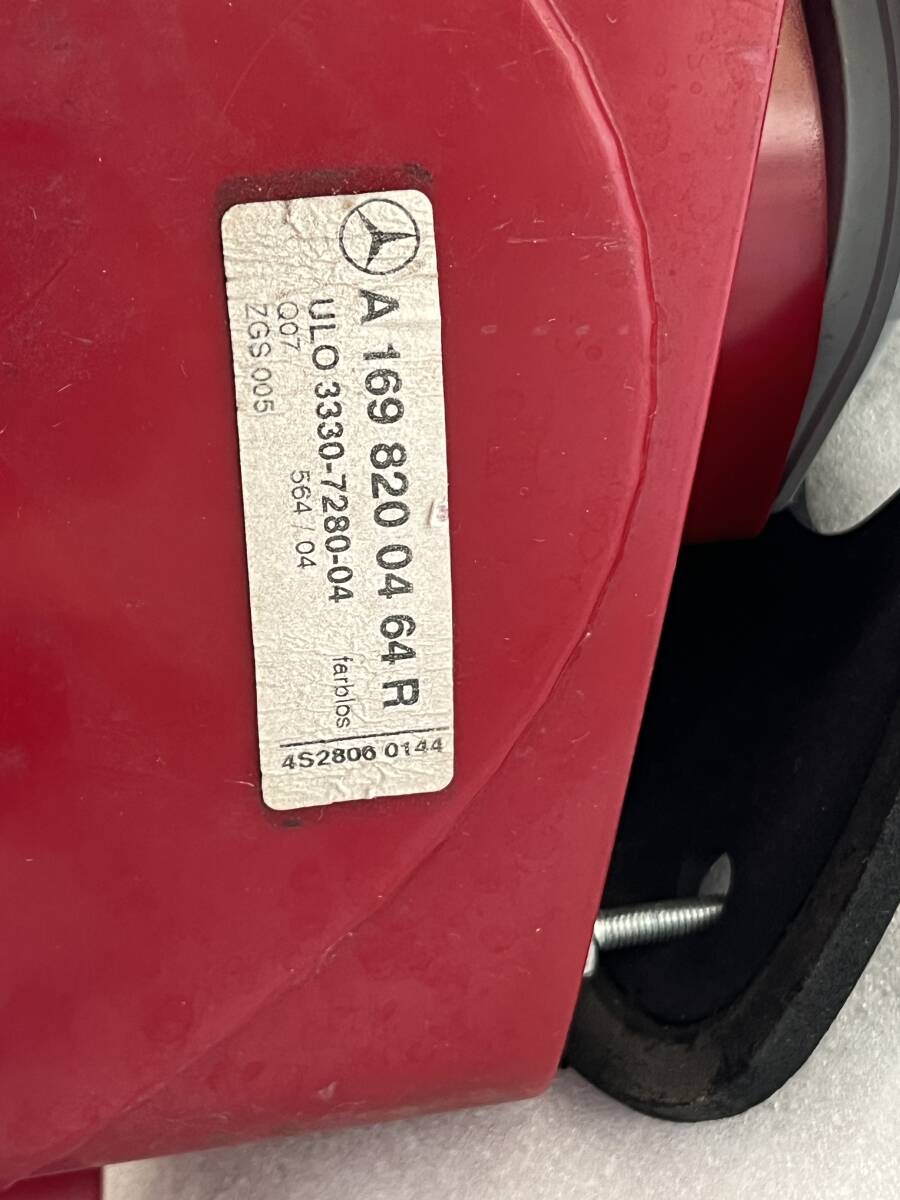 A 169 820 04 64 R
ULO 3330-7280-04 farblos
Q07 564 / 04
ZGS 005
4S2806 0144